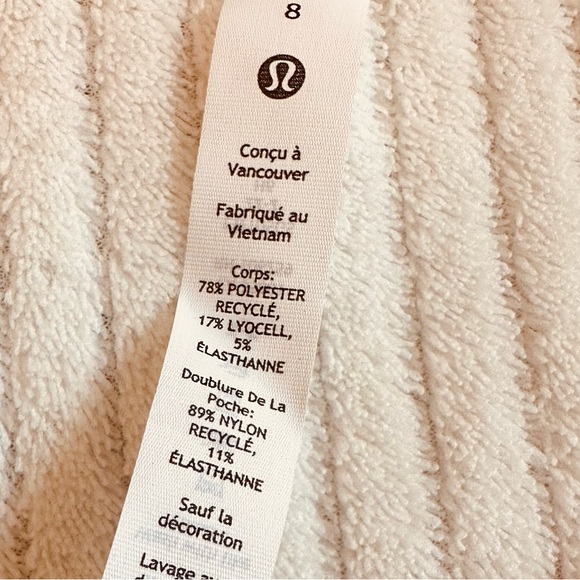 8
Conçu à
Vancouver
Fabriqué au
Vietnam
Corps:
78% POLYESTER
RECYCLÉ,
17% LYOCELL,
5%
ÉLASTHANNE
Doublure De La
Poche:
89% NYLON
RECYCLÉ,
11%
ÉLASTHANNE
Sauf la
décoration
Lavage